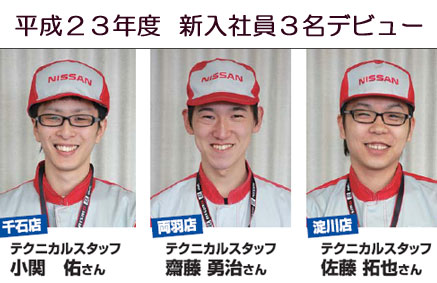 平成２３年度 新入社員３名デビュー
NISSAN
NISSAN
NISSAN
千石店
両羽店
淀川店
テクニカルスタッフ
小関 佑さん
テクニカルスタッフ
齋藤 勇治さん
テクニカルスタッフ
佐藤 拓也さん